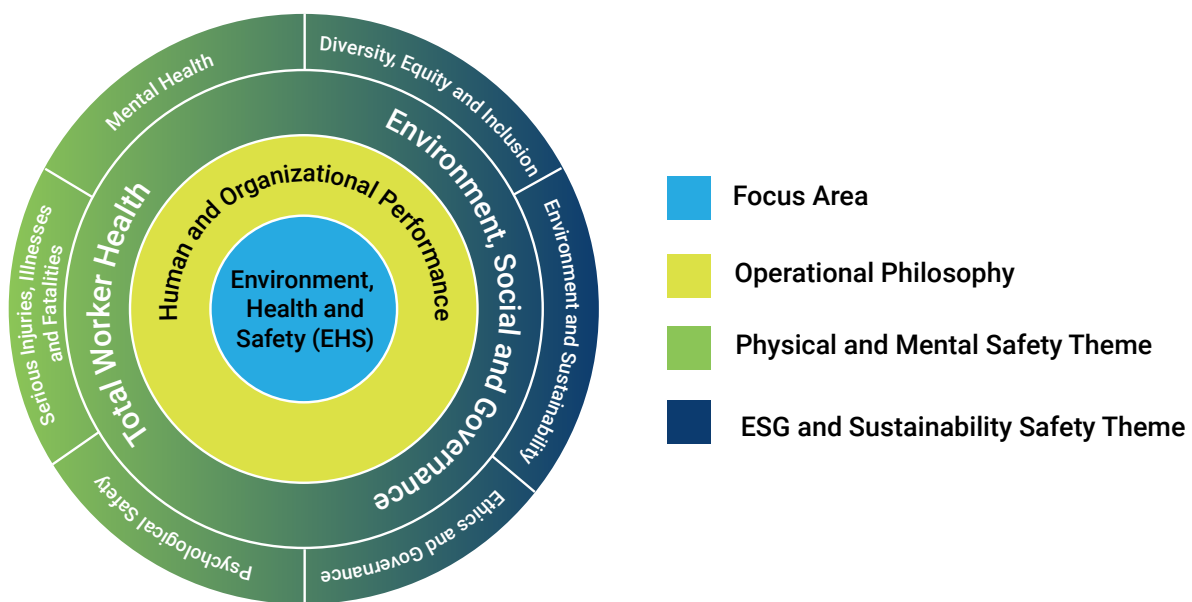 Diversity, Equity and Inclusion
Mental Health
Environment, Social and Governance
Human and Organizational Performance
Total Worker Health
Serious Injuries, Illnesses
and Fatalities
Environment and Sustainability
Environment,
Health and
Safety (EHS)
Psychological Safety
Ethics and Governance
Focus Area
Operational Philosophy
Physical and Mental Safety Theme
ESG and Sustainability Safety Theme